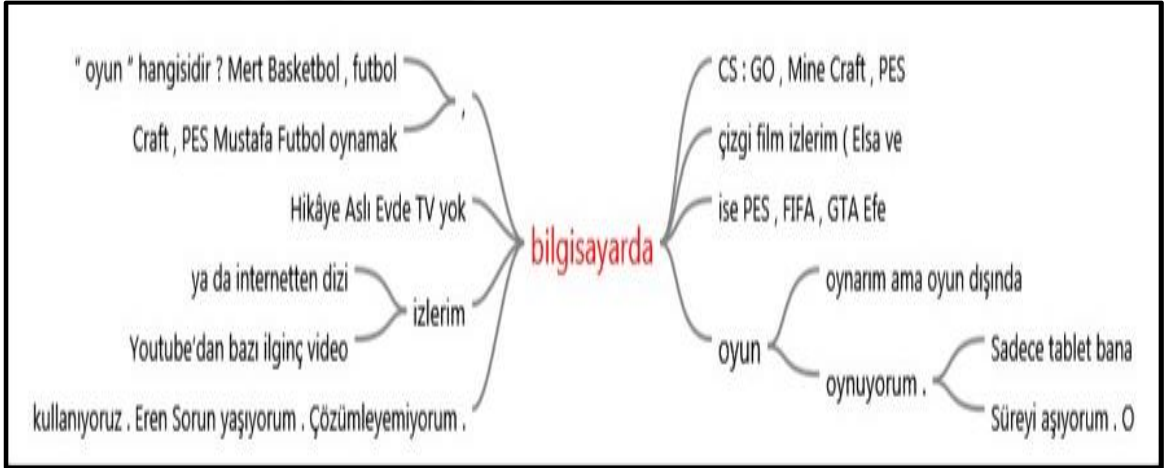 " oyun " hangisidir ? Mert Basketbol , futbol
Craft , PES Mustafa Futbol oynamak
,
Hikâye Aslı Evde TV yok
ya da internetten dizi
Youtube'dan bazı ilginç video
izlerim
kullanıyoruz . Eren Sorun yaşıyorum . Çözümleyemiyorum .
bilgisayarda
CS : GO , Mine Craft , PES
çizgi film izlerim ( Elsa ve
ise PES , FIFA , GTA Efe
oyun
oynarım ama oyun dışında
oynuyorum .
Sadece tablet bana
Süreyi aşıyorum . O